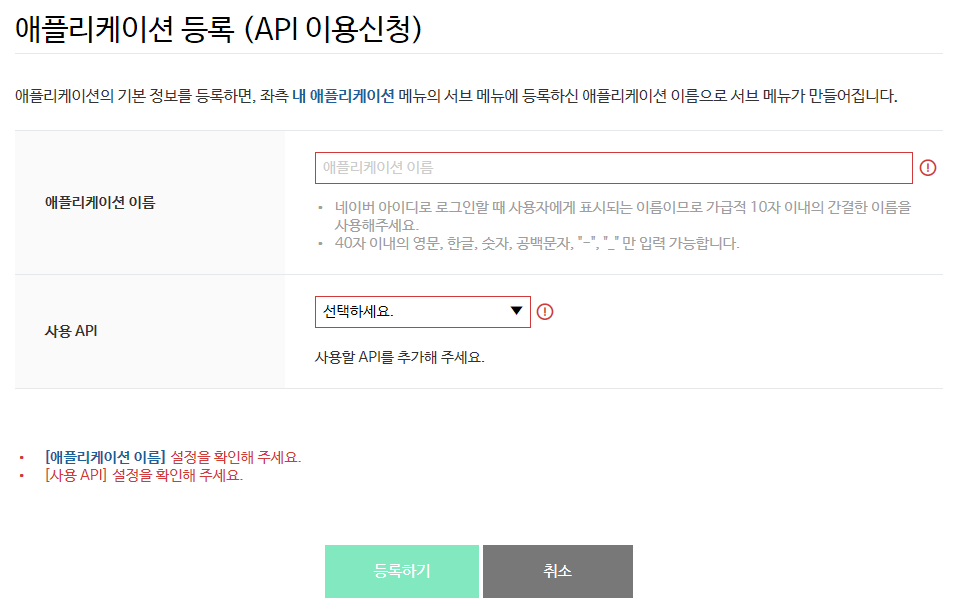 애플리케이션 등록 (API 이용신청)
애플리케이션의 기본 정보를 등록하면, 좌측 내 애플리케이션 메뉴의 서브 메뉴에 등록하신 애플리케이션 이름으로 서브 메뉴가 만들어집니다.
애플리케이션 이름
애플리케이션 이름
• 네이버 아이디로 로그인할 때 사용자에게 표시되는 이름이므로 가급적 10자 이내의 간결한 이름을
사용해주세요.
• 40자 이내의 영문, 한글, 숫자, 공백문자, "-", "_" 만 입력 가능합니다.
사용 API
선택하세요.
사용할 API를 추가해 주세요.
• [애플리케이션 이름] 설정을 확인해 주세요.
• [사용 API] 설정을 확인해 주세요.
등록하기 취소